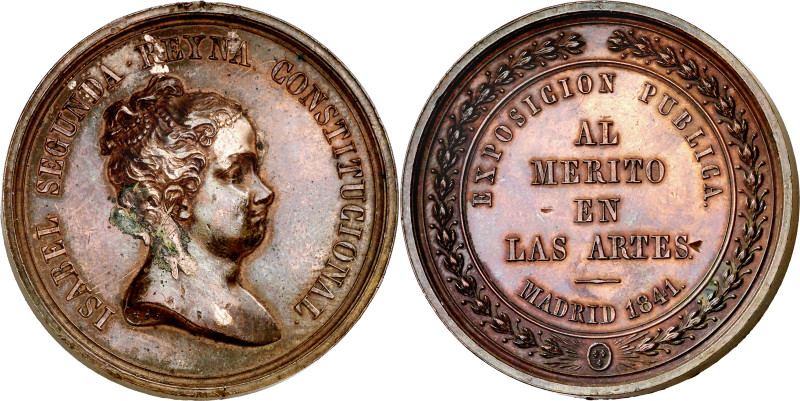 ISABEL SEGUNDA · REYNA CONSTITUCIONAL
EXPOSICION PUBLICA.
AL
MERITO
EN
LAS ARTES.
MADRID 1841.